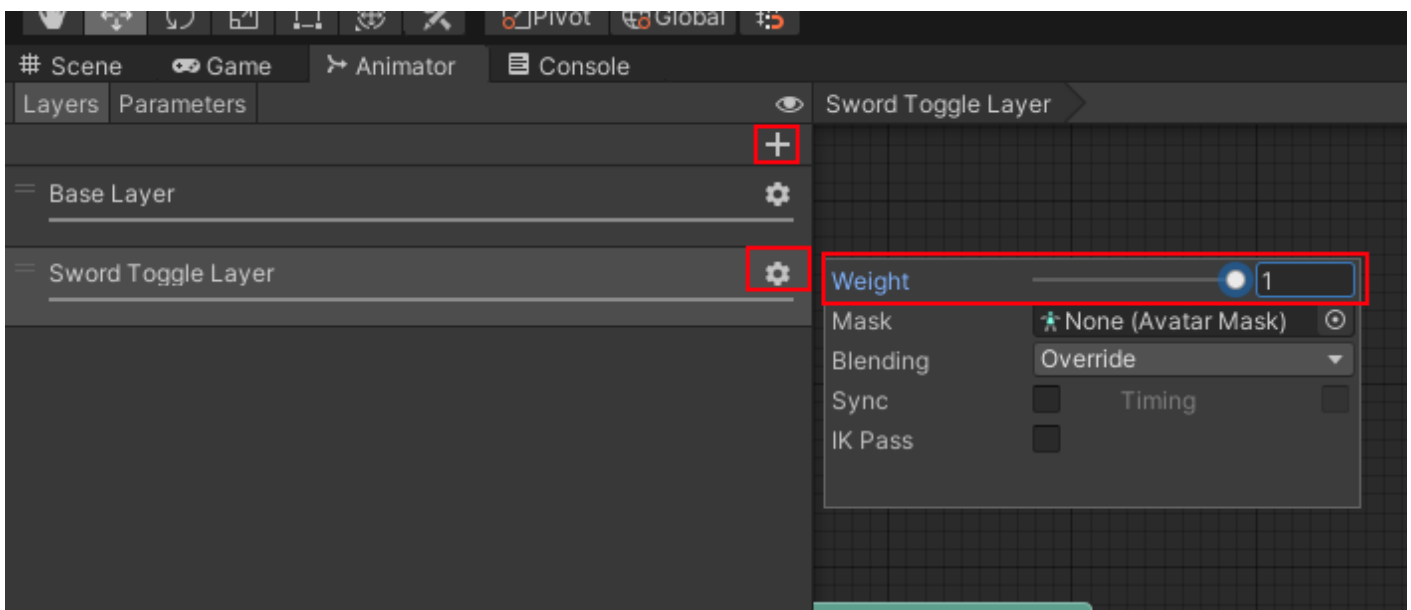 Pivot Global
Scene Game Animator Console
Layers Parameters Sword Toggle Layer
Base Layer
Sword Toggle Layer
Weight 1
Mask None (Avatar Mask)
Blending Override
Sync Timing
IK Pass